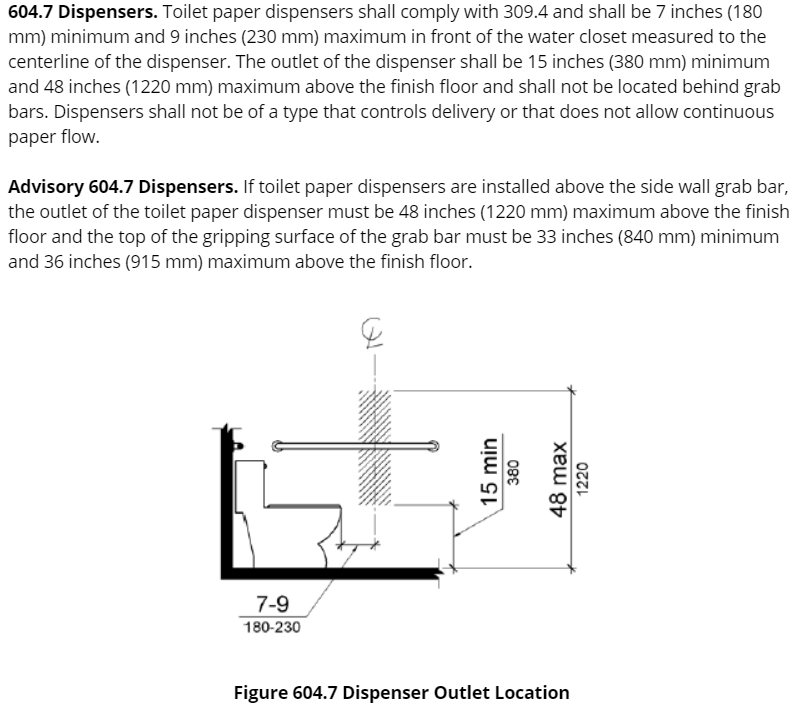 604.7 Dispensers. Toilet paper dispensers shall comply with 309.4 and shall be 7 inches (180
mm) minimum and 9 inches (230 mm) maximum in front of the water closet measured to the
centerline of the dispenser. The outlet of the dispenser shall be 15 inches (380 mm) minimum
and 48 inches (1220 mm) maximum above the finish floor and shall not be located behind grab
bars. Dispensers shall not be of a type that controls delivery or that does not allow continuous
paper flow.
Advisory 604.7 Dispensers. If toilet paper dispensers are installed above the side wall grab bar,
the outlet of the toilet paper dispenser must be 48 inches (1220 mm) maximum above the finish
floor and the top of the gripping surface of the grab bar must be 33 inches (840 mm) minimum
and 36 inches (915 mm) maximum above the finish floor.
℄
15 min
380
48 max
1220
7-9
180-230
Figure 604.7 Dispenser Outlet Location